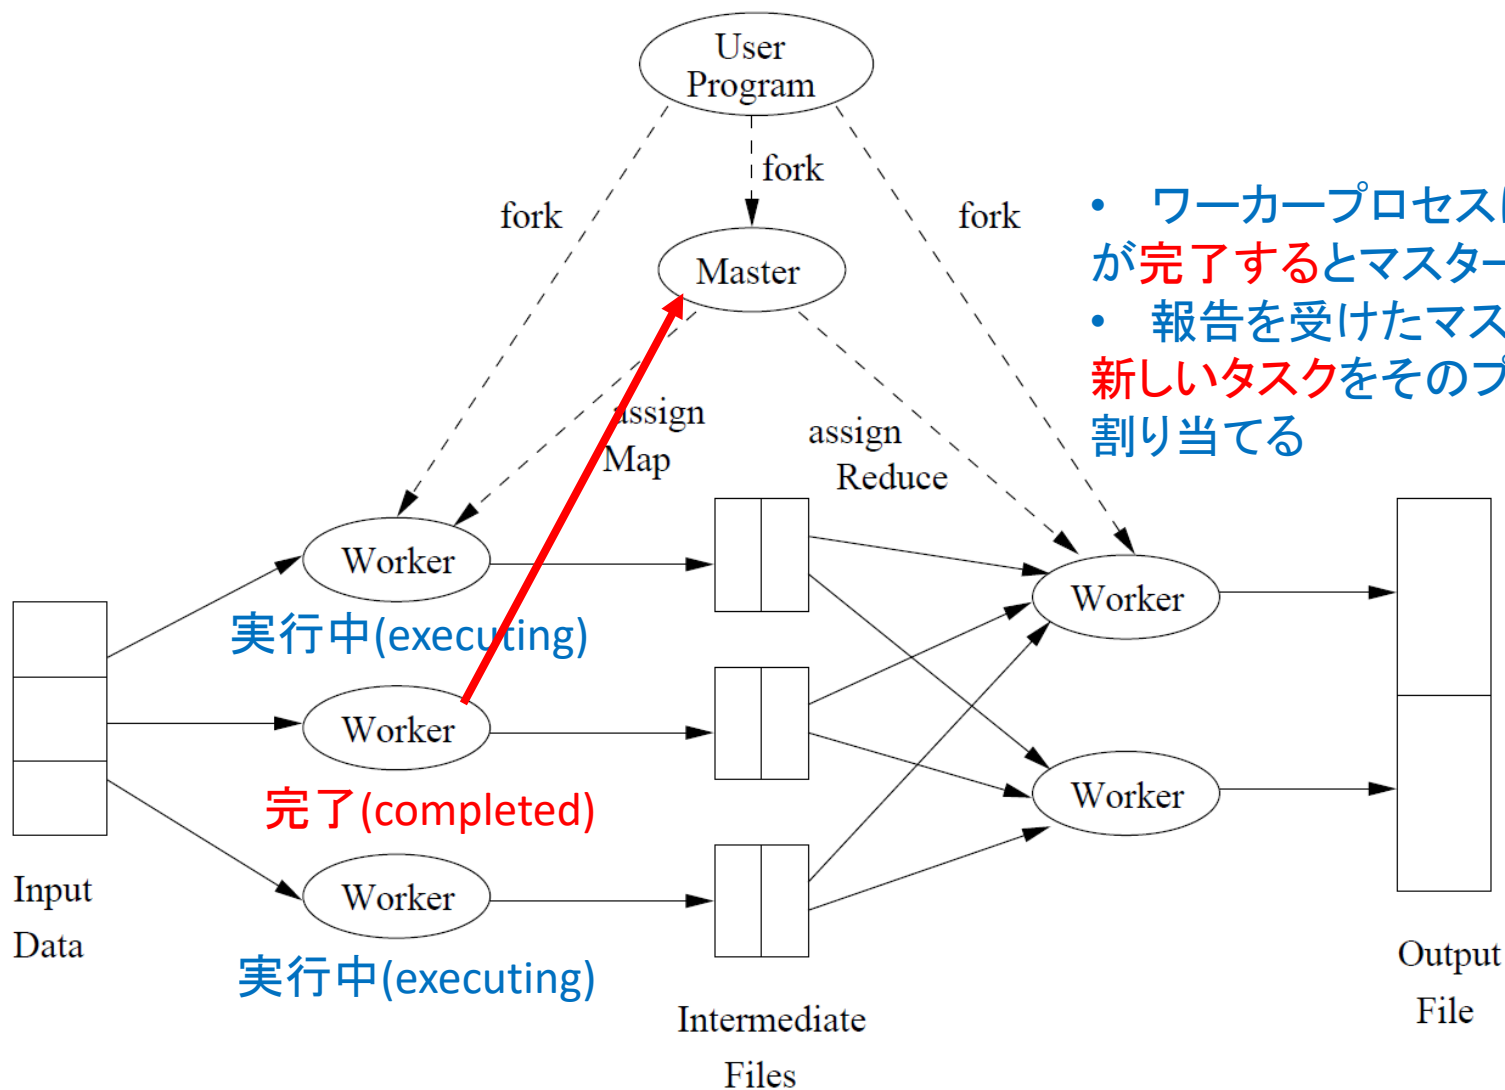 User
Program
fork
fork
fork
Master
• ワーカープロセスは
が完了するとマスター
• 報告を受けたマス
新しいタスクをそのプ
割り当てる
assign
Map
assign
Reduce
Worker
実行中(executing)
Worker
完了(completed)
Worker
実行中(executing)
Worker
Worker
Input
Data
Intermediate
Files
Output
File